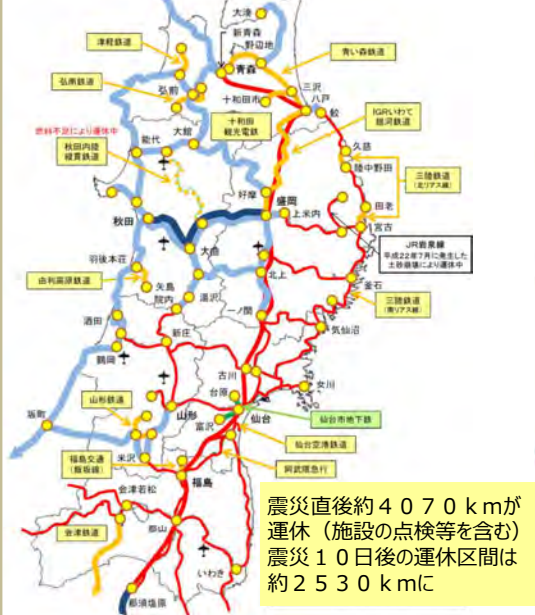 大湊
津軽鉄道
新青森
野辺地
青い森鉄道
青森
弘南鉄道
弘前
三沢
十和田市
八戸
鮫
燃料不足により運休中
大館
十和田
観光電鉄
IGRいわて
銀河鉄道
能代
久慈
秋田内陸
縦貫鉄道
陸中野田
三陸鉄道
(北リアス線)
好摩
盛岡
田老
秋田
上米内
宮古
大曲
JR岩泉線
平成22年7月に発生した
土砂崩壊により運休中
羽後本荘
北上
釜石
由利高原鉄道
矢島
院内
湯沢
一ノ関
三陸鉄道
(南リアス線)
酒田
新庄
気仙沼
鶴岡
古川
女川
山形鉄道
台原
坂町
山形
仙台
仙台市地下鉄
富沢
福島交通
(飯坂線)
米沢
仙台空港鉄道
福島
阿武隈急行
会津若松
会津鉄道
郡山
いわき
那須塩原
震災直後約4070kmが
運休(施設の点検等を含む)
震災10日後の運休区間は
約2530kmに